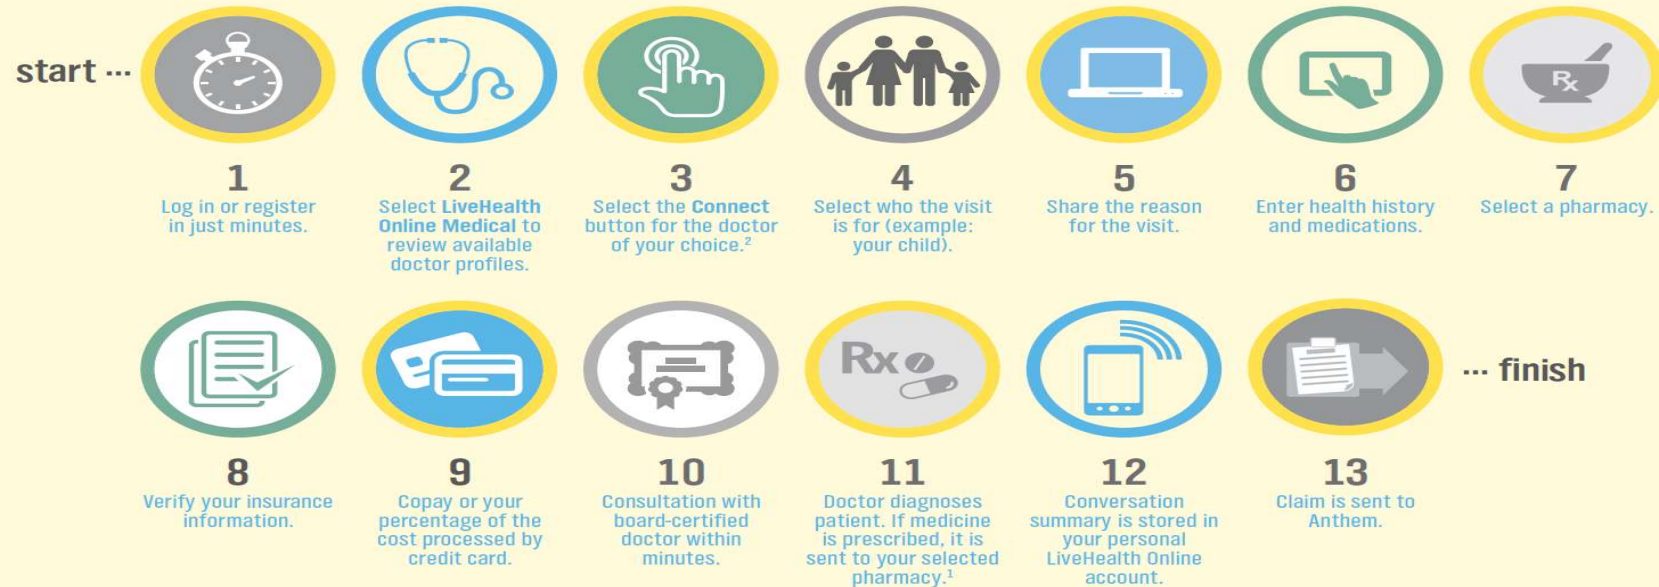 start ...
1
Log in or register
in just minutes.
2
Select LiveHealth
Online Medical to
review available
doctor profiles.
3
Select the Connect
button for the doctor
of your choice.²
4
Select who the visit
is for (example:
your child).
5
Share the reason
for the visit.
6
Enter health history
and medications.
Rx
7
Select a pharmacy.
8
Verify your insurance
information.
9
Copay or your
percentage of the
cost processed by
credit card.
10
Consultation with
board-certified
doctor within
minutes.
Rx
11
Doctor diagnoses
patient. If medicine
is prescribed, it is
sent to your selected
pharmacy.¹
12
Conversation
summary is stored in
your personal
LiveHealth Online
account.
13
Claim is sent to
Anthem.
... finish